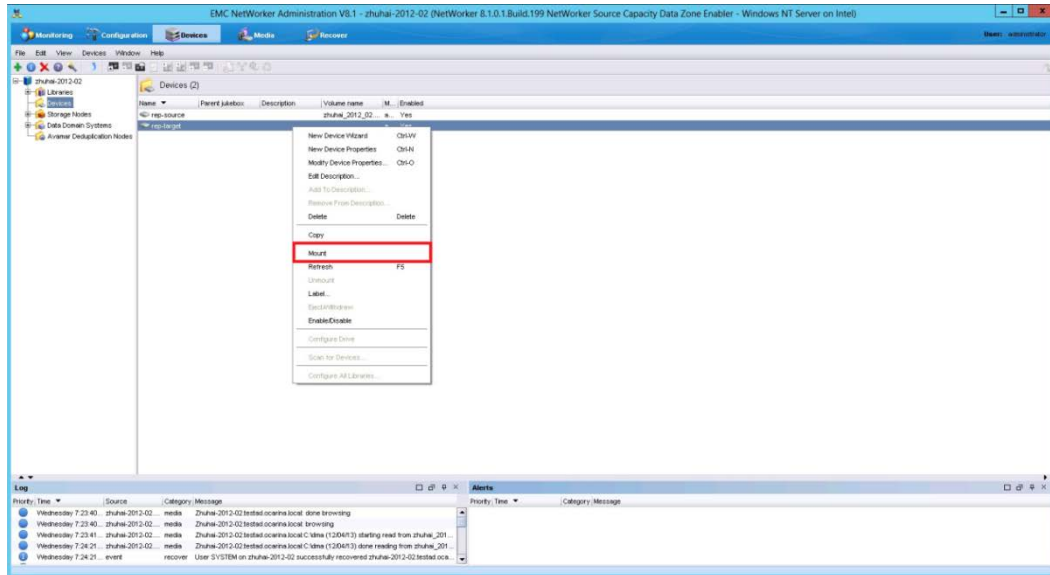 EMC NetWorker Administration V8.1 - zhuhai-2012-02 (NetWorker 8.1.0.1.Build.199 NetWorker Source Capacity Data Zone Enabler - Windows NT Server on Intel)
Monitoring Configuration Devices Media Recover User: administrator
File Edit View Devices Window Help
zhuhai-2012-02
Libraries
Devices
Storage Nodes
Data Domain Systems
Avamar Deduplication Nodes
Devices (2)
Name Parent jukebox Description Volume name M... Enabled
rep-source zhuhai_2012_02... a... Yes
rep-target Yes
New Device Wizard Ctrl-W
New Device Properties Ctrl-N
Modify Device Properties... Ctrl-O
Edit Description...
Add To Description...
Remove From Description...
Delete Delete
Copy
Mount
Refresh F5
Unmount
Label...
Eject/Withdraw
Enable/Disable
Configure Drive
Scan for Devices...
Configure All Libraries...
Log
Priority Time Source Category Message
Wednesday 7:23:40... zhuhai-2012-02... media Zhuhai-2012-02.testad.ocarina.local: done browsing
Wednesday 7:23:40... zhuhai-2012-02... media Zhuhai-2012-02.testad.ocarina.local: browsing
Wednesday 7:23:41... zhuhai-2012-02... media Zhuhai-2012-02.testad.ocarina.local:C:\dma (12/04/13) starting read from zhuhai_201...
Wednesday 7:24:21... zhuhai-2012-02... media Zhuhai-2012-02.testad.ocarina.local:C:\dma (12/04/13) done reading from zhuhai_201...
Wednesday 7:24:21... event recover User SYSTEM on zhuhai-2012-02 successfully recovered zhuhai-2012-02.testad.oca...
Alerts
Priority Time Category Message